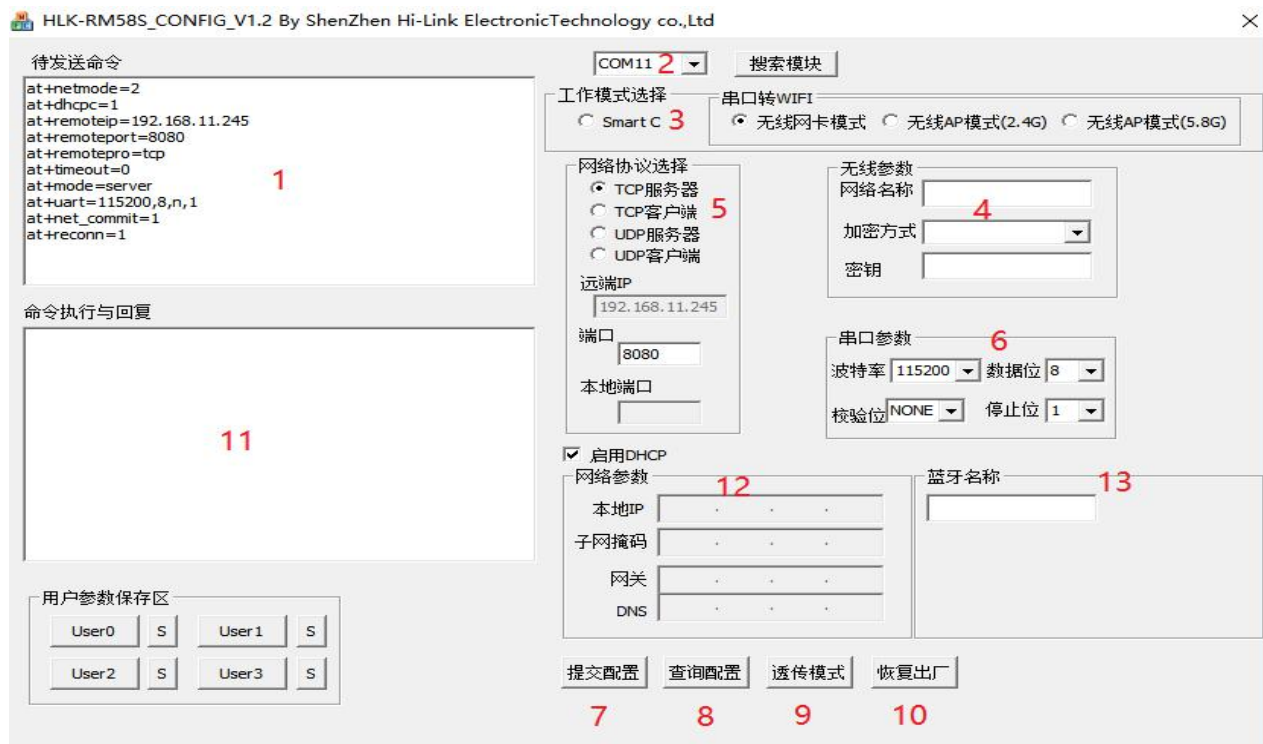 HLK-RM58S_CONFIG_V1.2 By ShenZhen Hi-Link ElectronicTechnology co.,Ltd
待发送命令
at+netmode=2
at+dhcpc=1
at+remoteip=192.168.11.245
at+remoteport=8080
at+remotepro=tcp
at+timeout=0
at+mode=server
at+uart=115200,8,n,1
at+net_commit=1
at+reconn=1
1
命令执行与回复
11
用户参数保存区
User0 S User1 S
User2 S User3 S
COM11 2 搜索模块
工作模式选择
Smart C 3
串口转WIFI
无线网卡模式 无线AP模式(2.4G) 无线AP模式(5.8G)
网络协议选择
TCP服务器
TCP客户端 5
UDP服务器
UDP客户端
远端IP
192.168.11.245
端口
8080
本地端口
无线参数
网络名称
4
加密方式
密钥
串口参数 6
波特率 115200 数据位 8
校验位 NONE 停止位 1
启用DHCP
网络参数 12
本地IP . . .
子网掩码 . . .
网关 . . .
DNS . . .
蓝牙名称 13
提交配置 查询配置 透传模式 恢复出厂
7 8 9 10